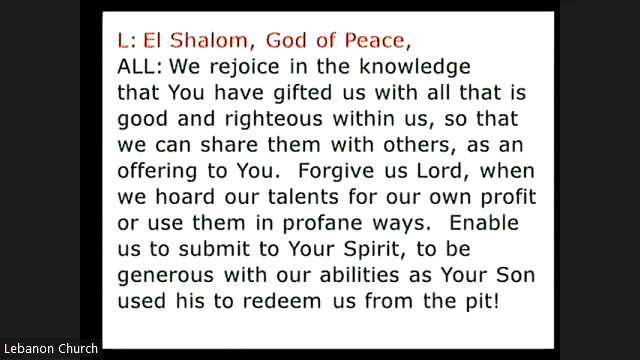 L: El Shalom, God of Peace,
ALL: We rejoice in the knowledge
that You have gifted us with all that is
good and righteous within us, so that
we can share them with others, as an
offering to You.  Forgive us Lord, when
we hoard our talents for our own profit
or use them in profane ways.  Enable
us to submit to Your Spirit, to be
generous with our abilities as Your Son
used his to redeem us from the pit!
Lebanon Church